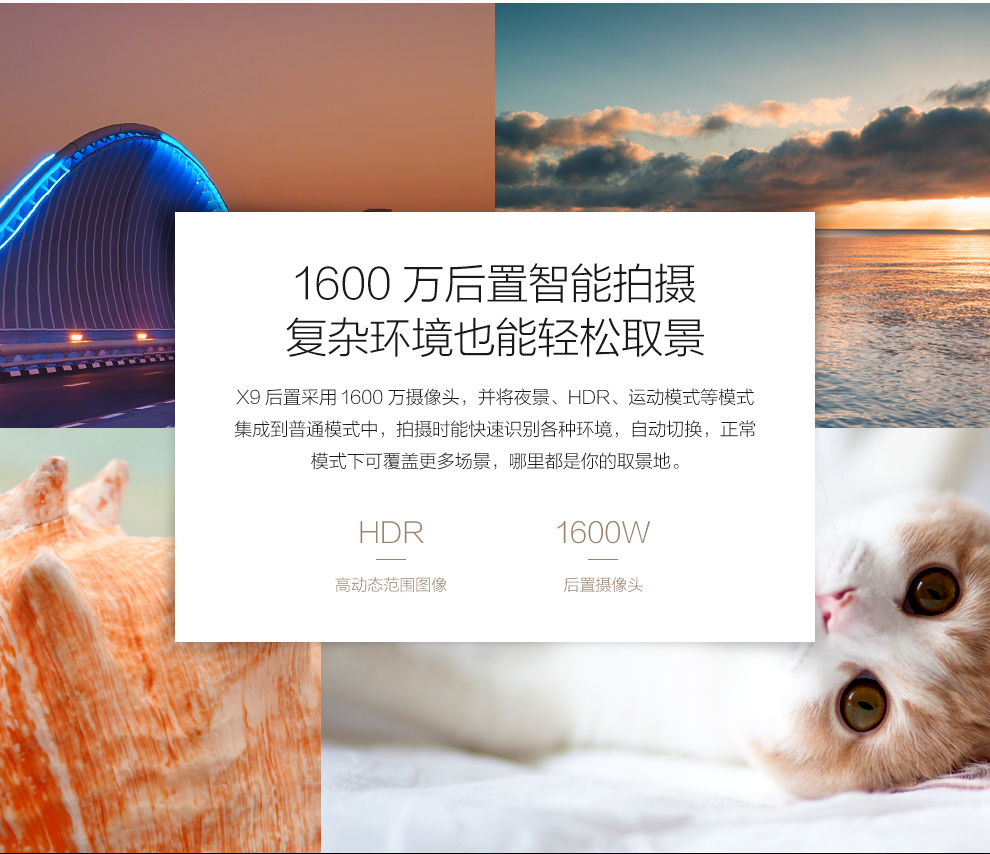 1600 万后置智能拍摄
复杂环境也能轻松取景
X9 后置采用 1600 万摄像头，并将夜景、HDR、运动模式等模式
集成到普通模式中，拍摄时能快速识别各种环境，自动切换，正常
模式下可覆盖更多场景，哪里都是你的取景地。
HDR
高动态范围图像
1600W
后置摄像头